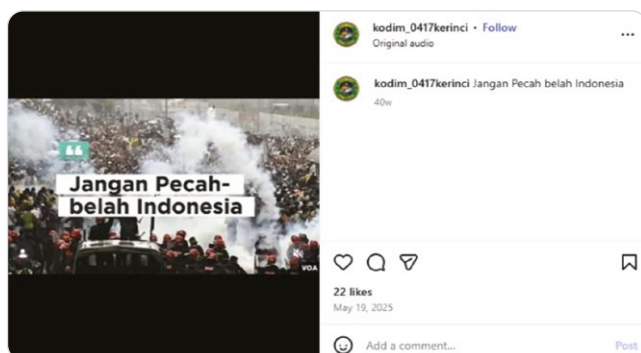 kodim_0417kerinci • Follow
Original audio
kodim_0417kerinci Jangan Pecah belah Indonesia
40w
Jangan Pecah-
belah Indonesia
VOA
22 likes
May 19, 2025
Add a comment...
Post